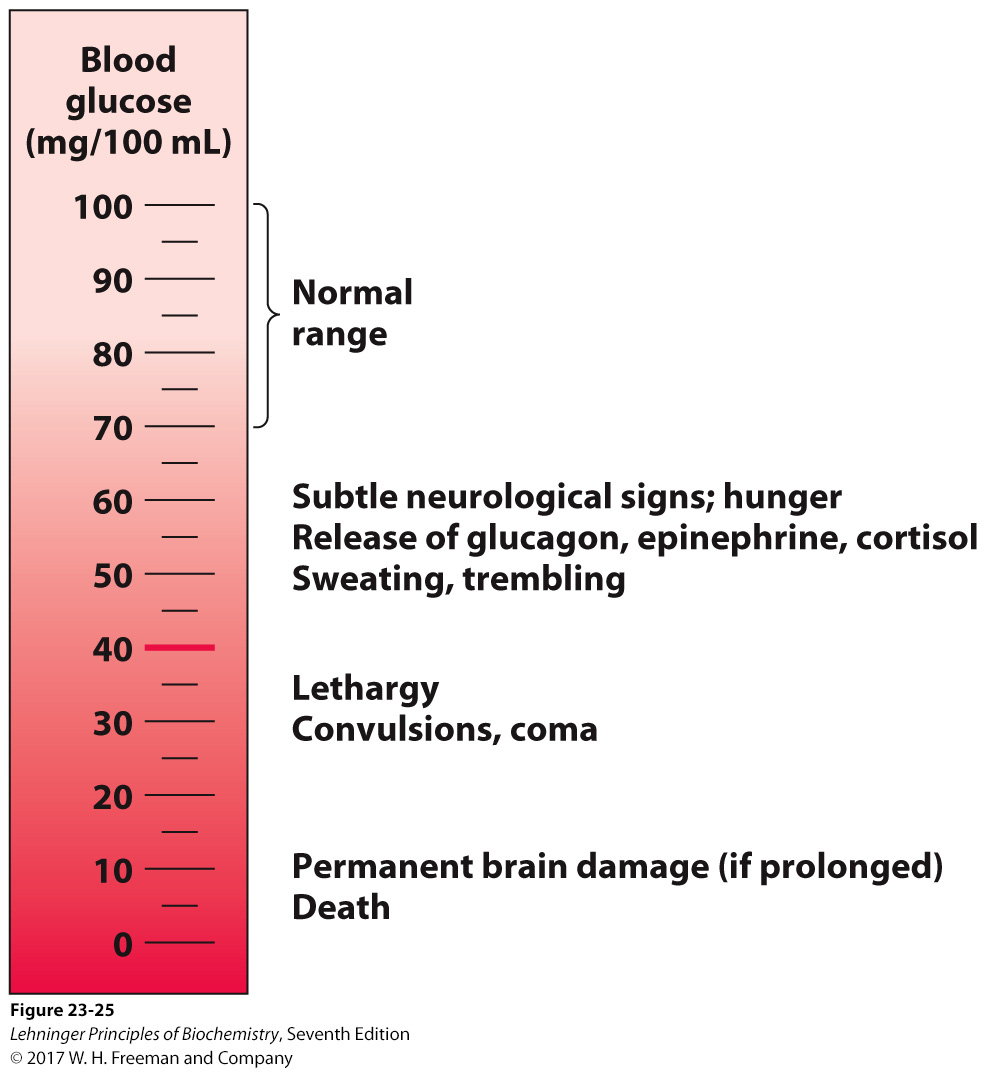 Blood
glucose
(mg/100 mL)
100
90
80
70
60
50
40
30
20
10
0
Normal
range
Subtle neurological signs; hunger
Release of glucagon, epinephrine, cortisol
Sweating, trembling
Lethargy
Convulsions, coma
Permanent brain damage (if prolonged)
Death
Figure 23-25
Lehninger Principles of Biochemistry, Seventh Edition
© 2017 W. H. Freeman and Company